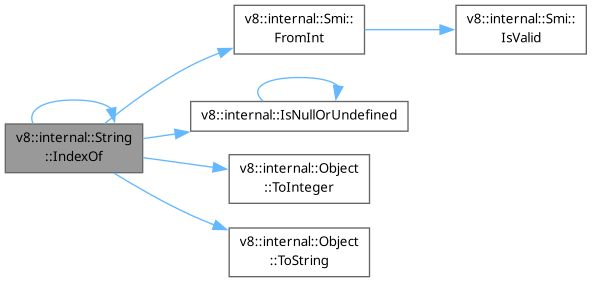 v8::internal::Smi::
FromInt
v8::internal::Smi::
IsValid
v8::internal::IsNullOrUndefined
v8::internal::String
::IndexOf
v8::internal::Object
::ToInteger
v8::internal::Object
::ToString